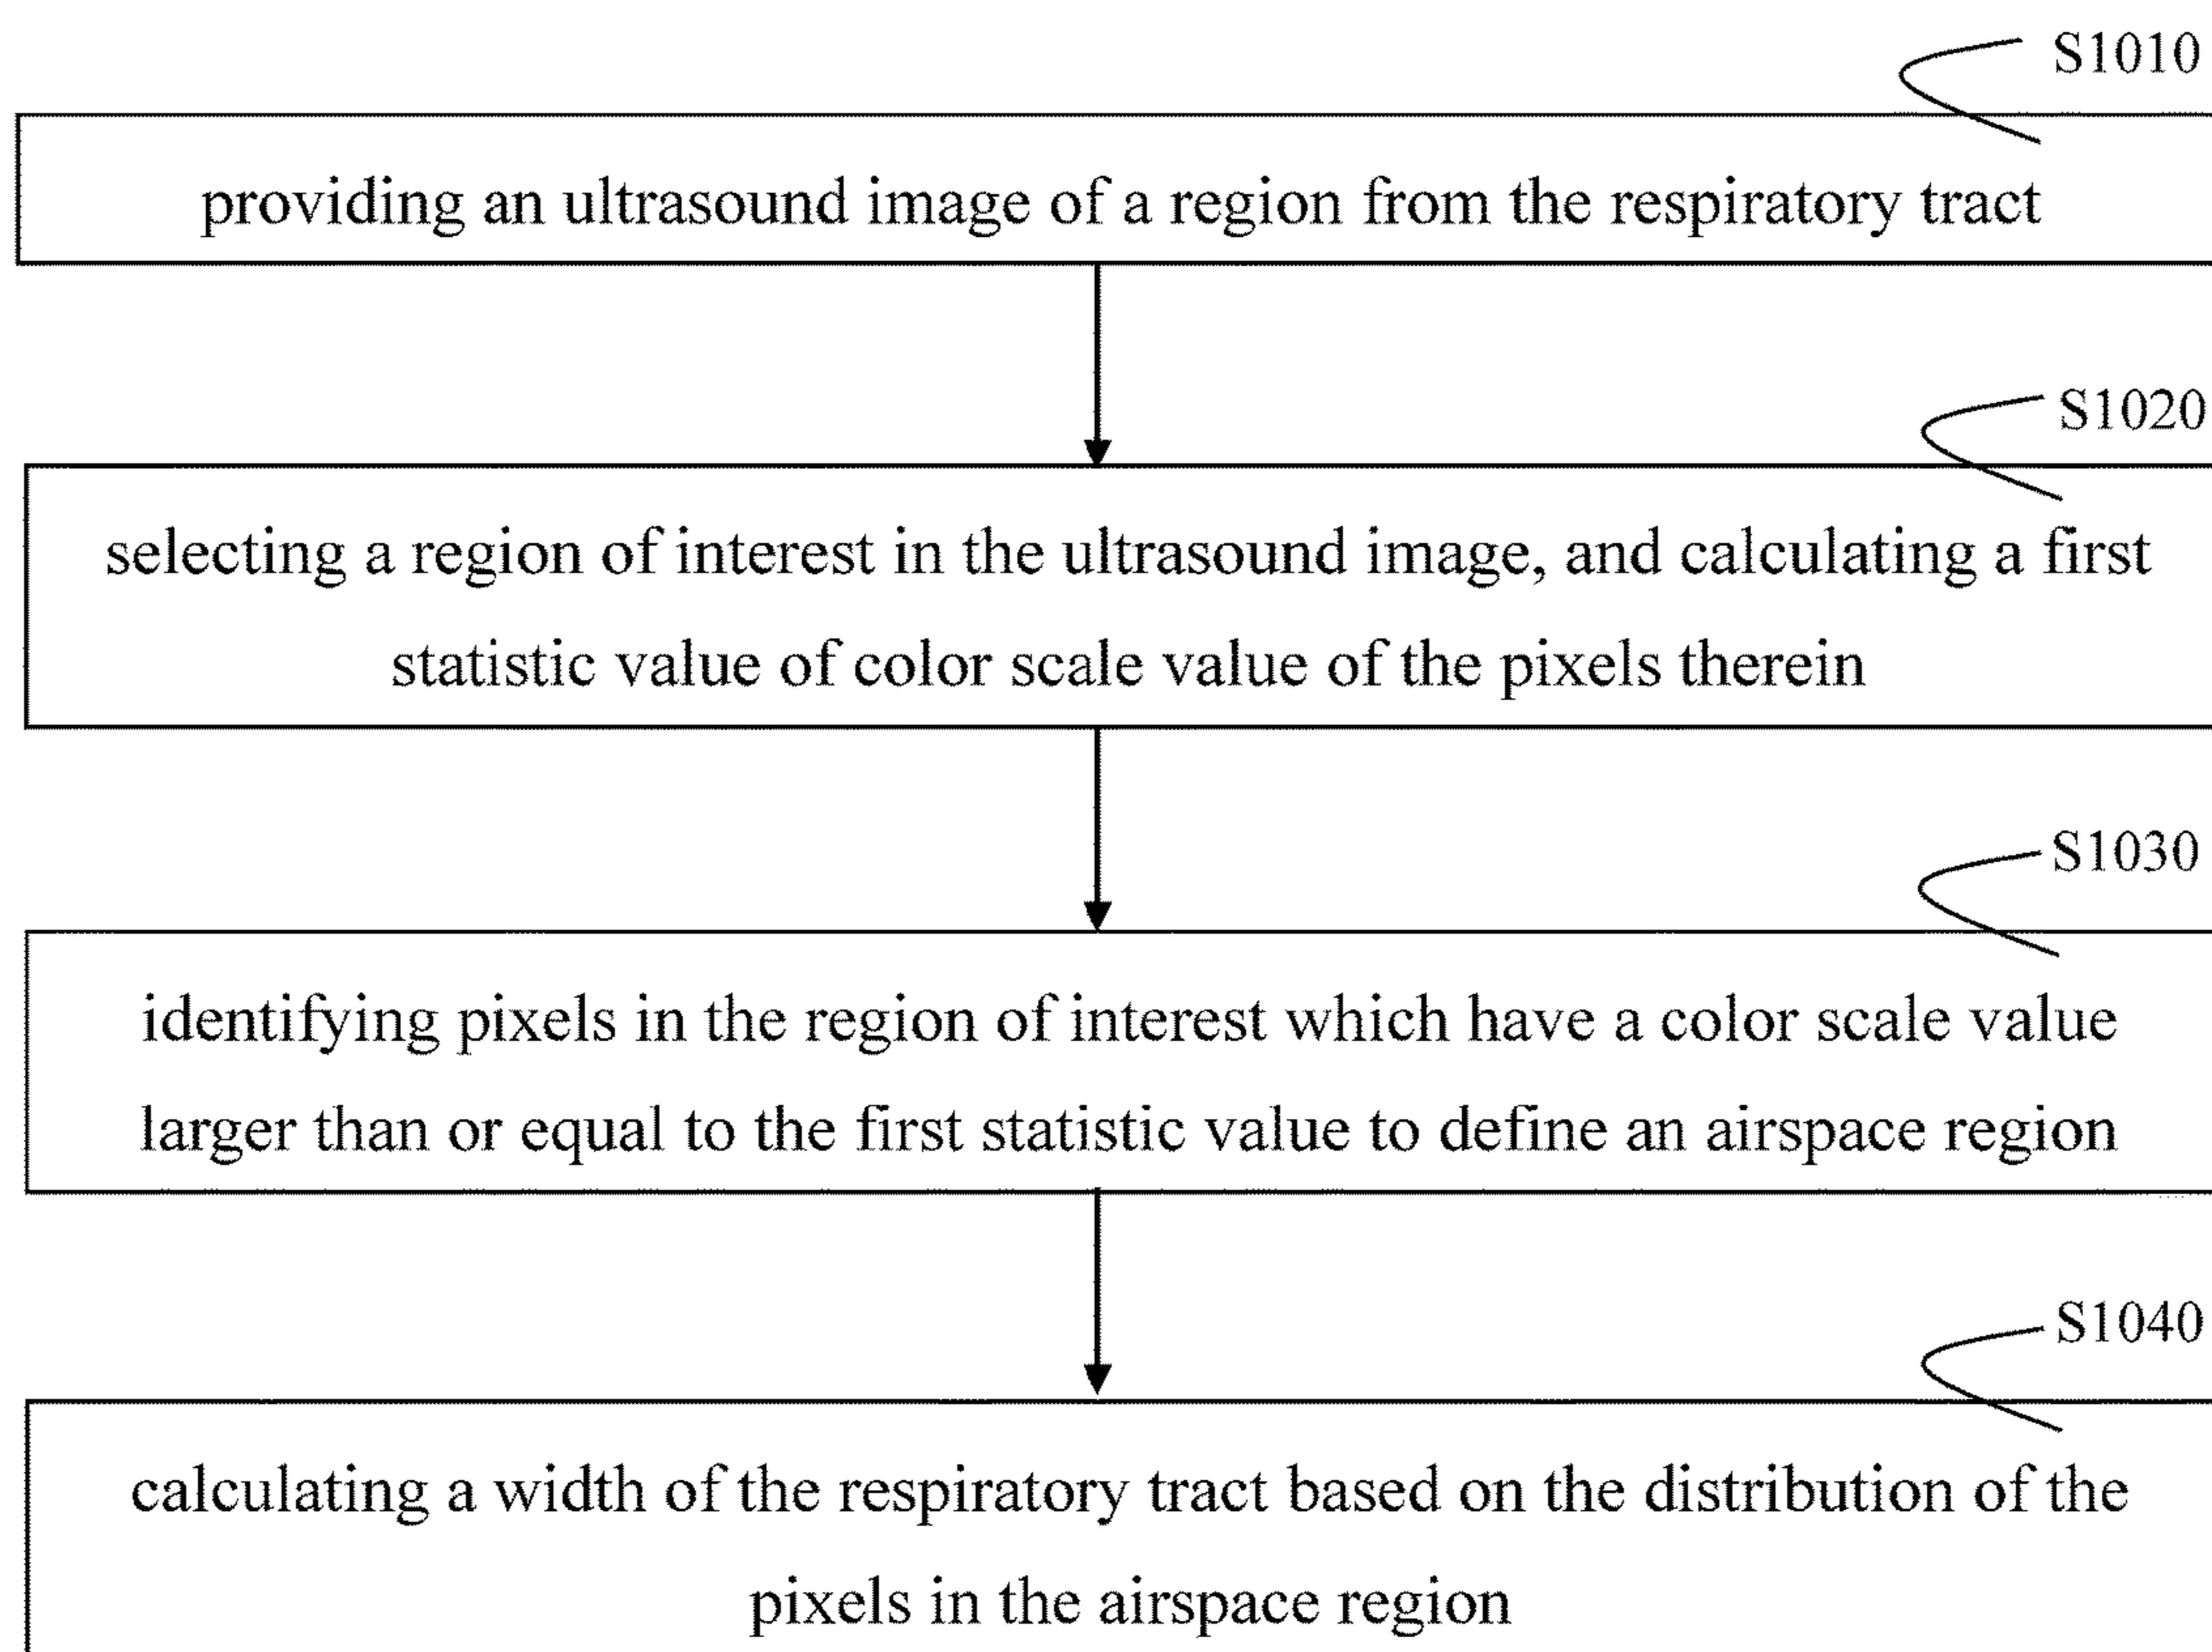 S1010
providing an ultrasound image of a region from the respiratory tract
S1020
selecting a region of interest in the ultrasound image, and calculating a first
statistic value of color scale value of the pixels therein
S1030
identifying pixels in the region of interest which have a color scale value
larger than or equal to the first statistic value to define an airspace region
S1040
calculating a width of the respiratory tract based on the distribution of the
pixels in the airspace region